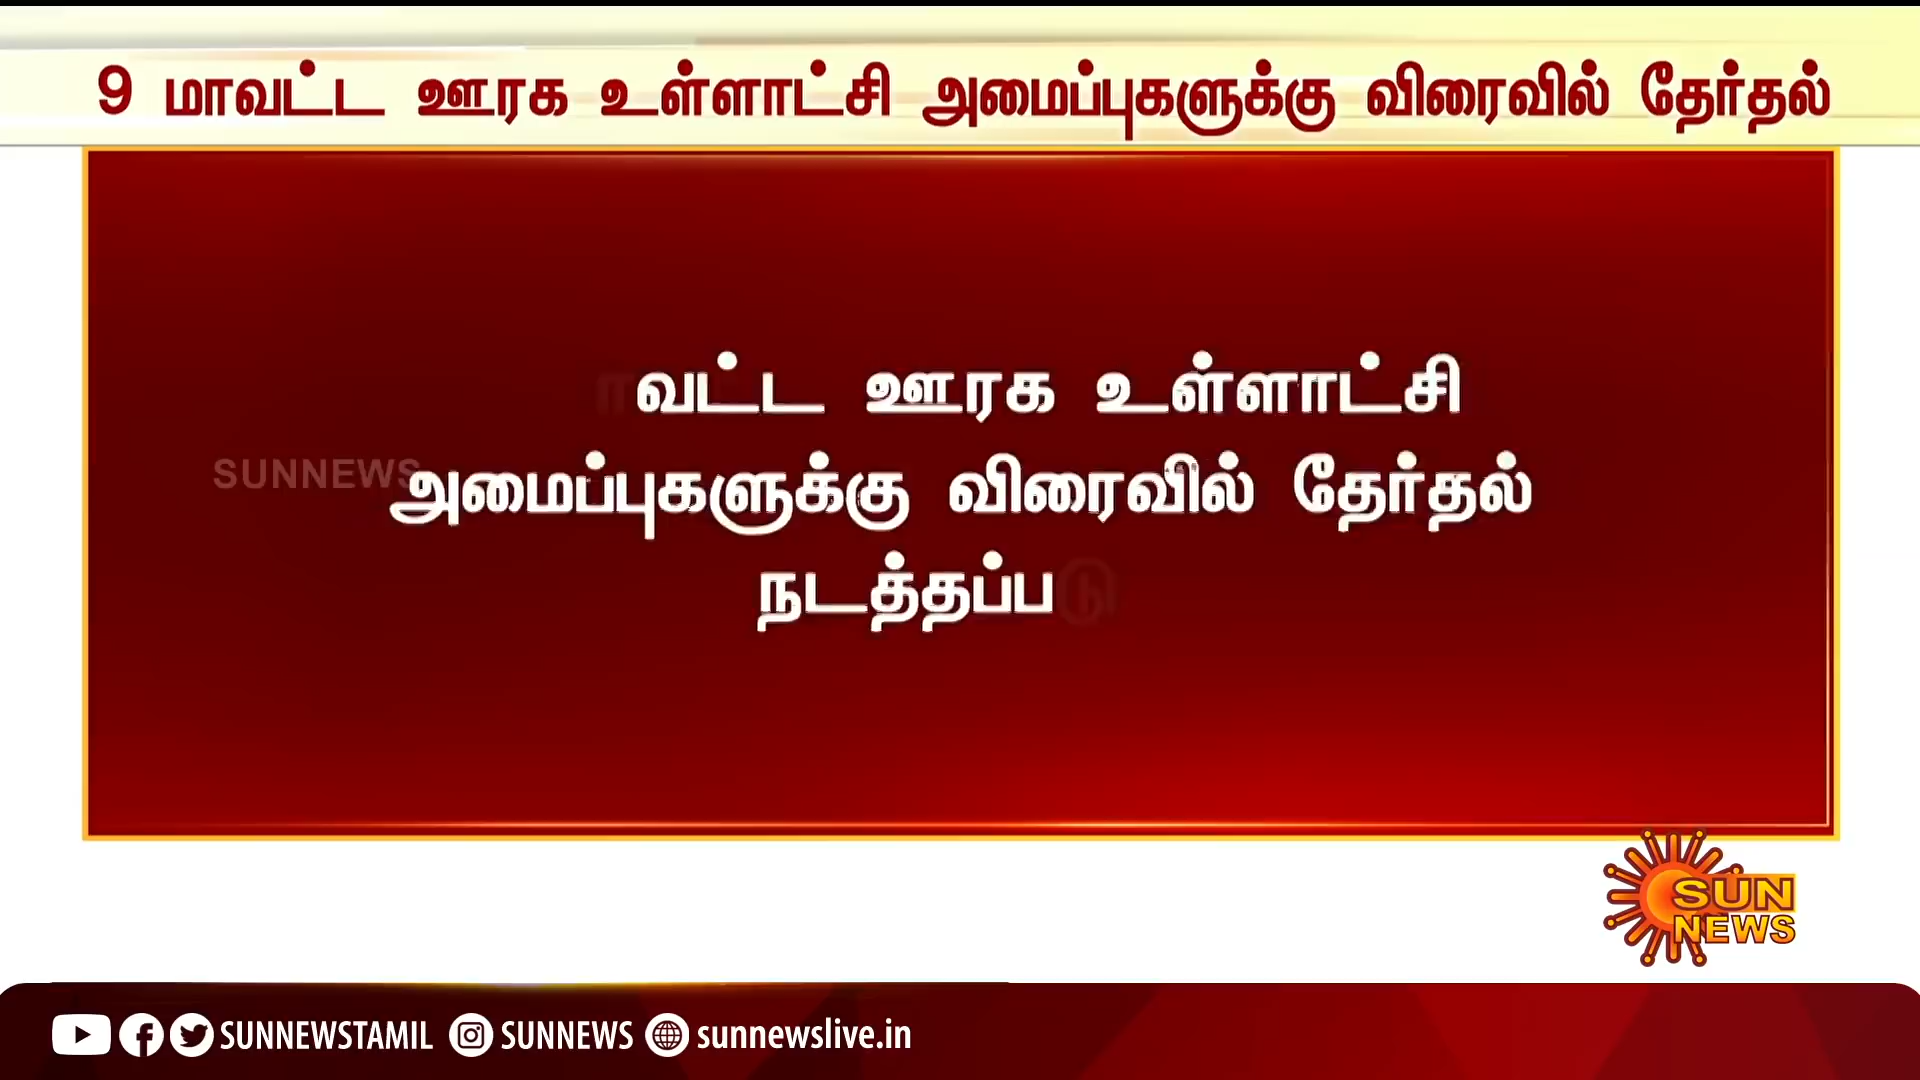 9 மாவட்ட ஊரக உள்ளாட்சி அமைப்புகளுக்கு விரைவில் தேர்தல்
வட்ட ஊரக உள்ளாட்சி
SUNNEWS
அமைப்புகளுக்கு விரைவில் தேர்தல்
நடத்தப்ப
SUN
NEWS
SUNNEWSTAMIL SUNNEWS sunnewslive.in